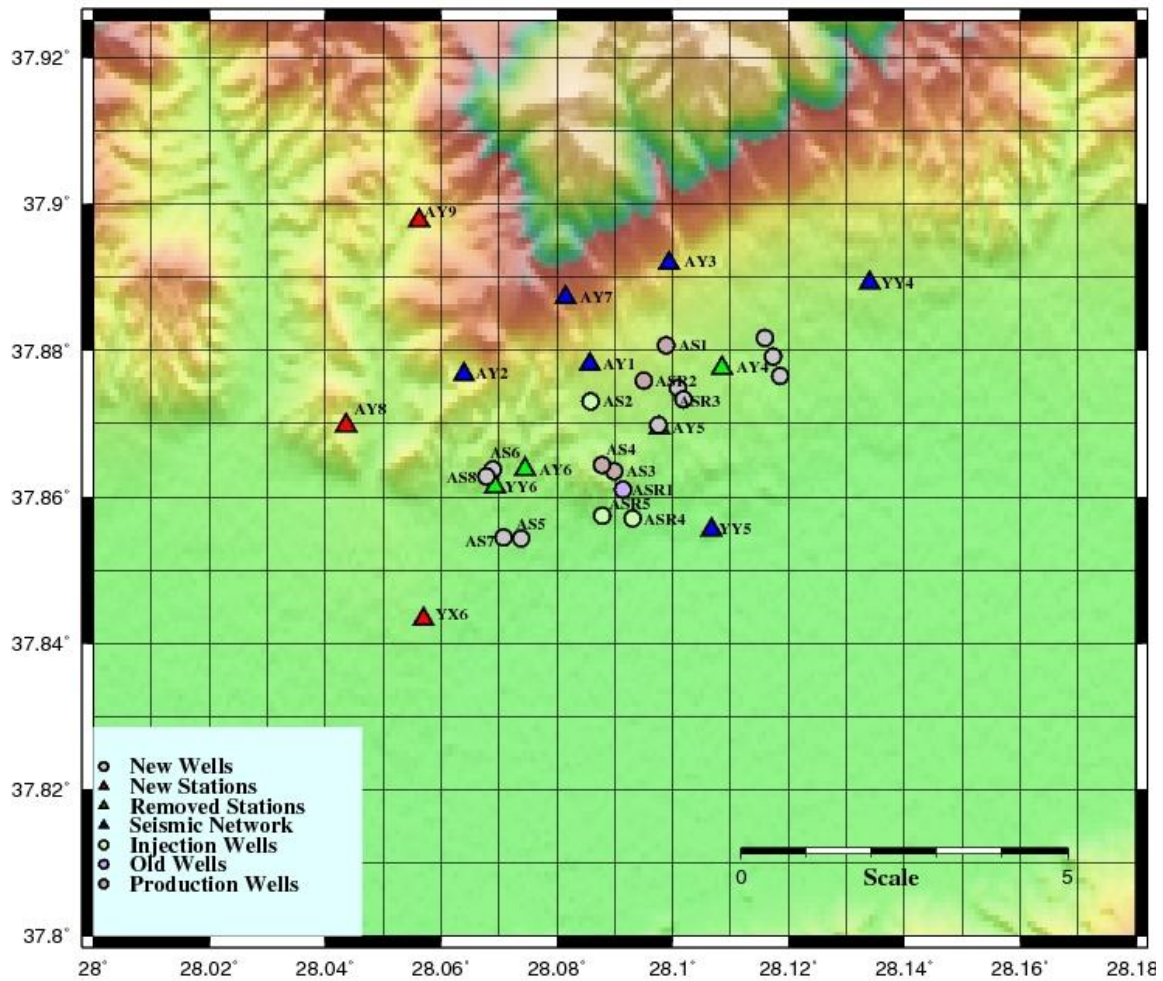 37.92°
37.9°
AY9
AY3
YY4
AY7
37.88°
AS1
AY1
AY4
AY2
ASR2
AS2
ASR3
AY8
AY5
AS4
AS6
AY6
AS3
AS8
YY6
ASR1
37.86°
ASR5
ASR4
AS5
YY5
AS7
YX6
37.84°
New Wells
New Stations
Removed Stations
37.82°
Seismic Network
Injection Wells
Old Wells
Production Wells
0 Scale 5
37.8°
28° 28.02° 28.04° 28.06° 28.08° 28.1° 28.12° 28.14° 28.16° 28.18